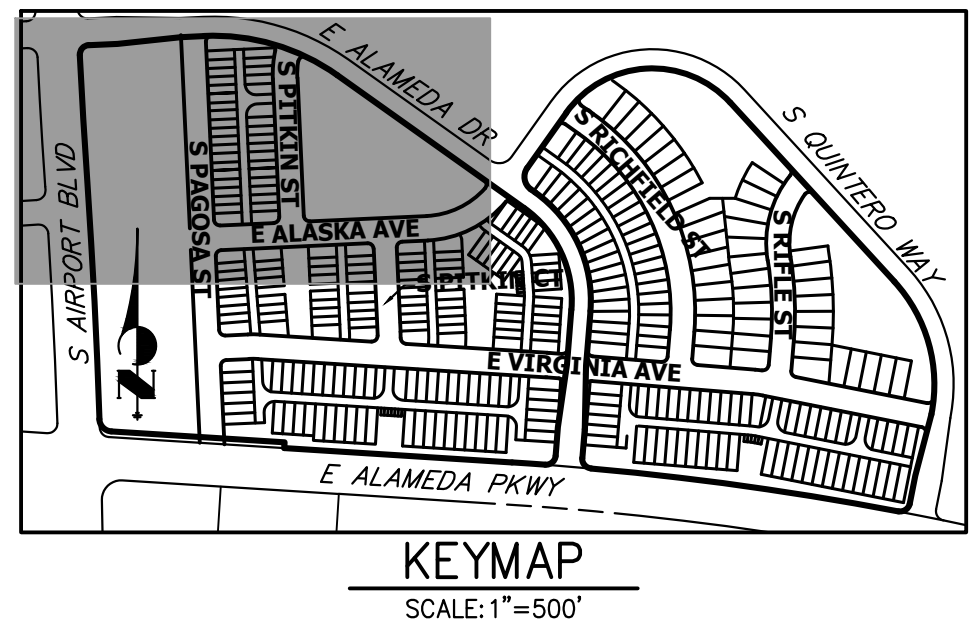 E ALAMEDA DR
S PITKIN ST
S RICHFIELD ST
S QUINTERO WAY
S AIRPORT BLVD
S PAGOSA ST
E ALASKA AVE
S RIFLE ST
S PITKIN CT
E VIRGINIA AVE
N
E ALAMEDA PKWY
KEYMAP
SCALE: 1"=500'